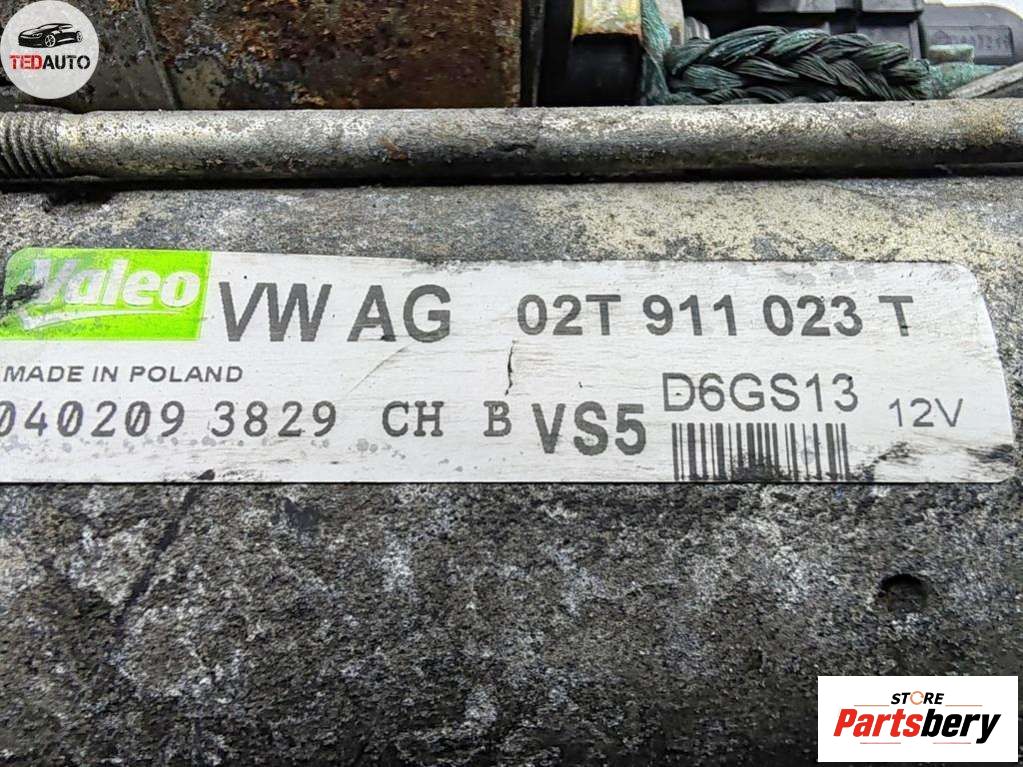 TEDAUTO
Valeo VW AG 02T 911 023 T
MADE IN POLAND
040209 3829 CH B VS5 D6GS13 12V
STORE
Partsbery